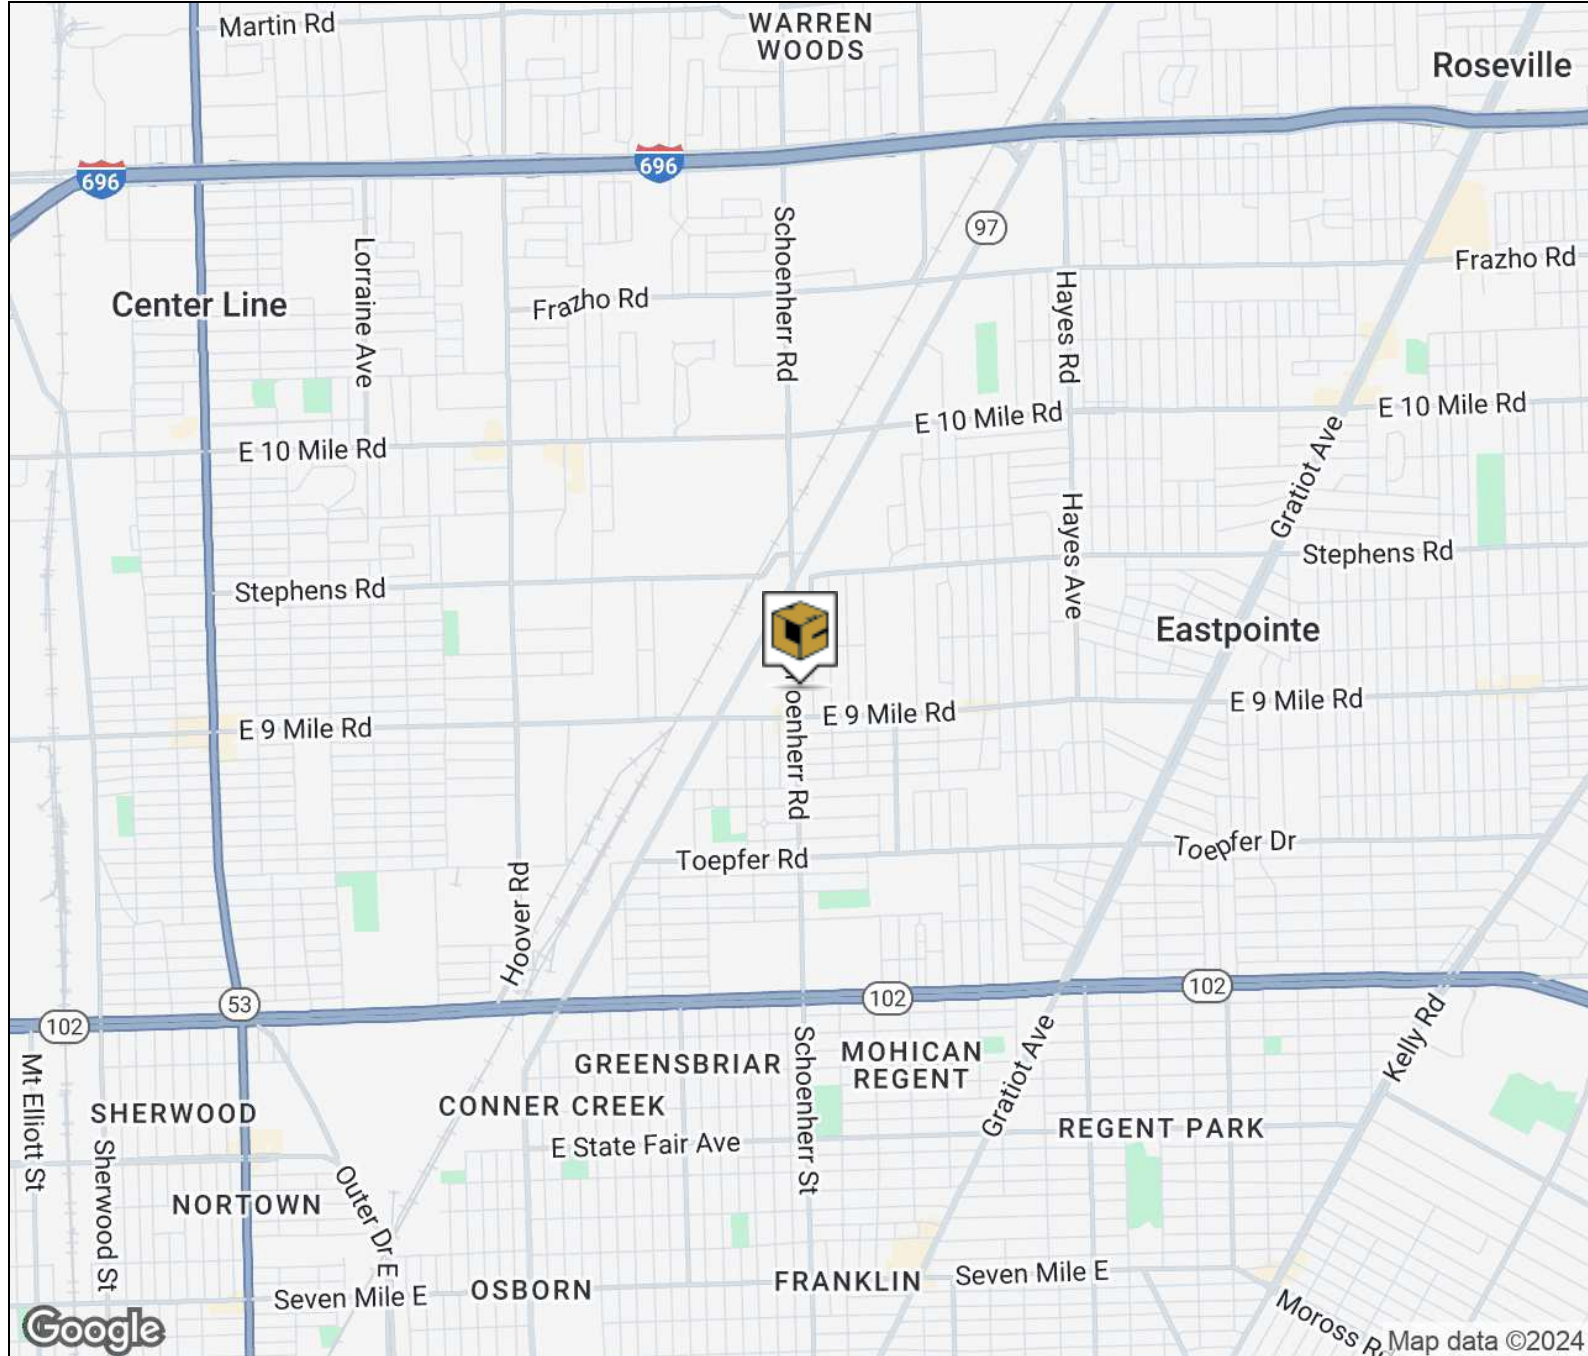 Martin Rd
WARREN
WOODS
Roseville
696
696
97
Schoenherr Rd
Lorraine Ave
Frazho Rd
Hayes Rd
Center Line
Frazho Rd
E 10 Mile Rd
E 10 Mile Rd
E 10 Mile Rd
Gratiot Ave
Hayes Ave
Stephens Rd
Stephens Rd
Eastpointe
E 9 Mile Rd
E 9 Mile Rd
E 9 Mile Rd
oenherr Rd
Toepfer Rd
Toepfer Dr
Hoover Rd
53
102
102
102
Kelly Rd
Gratiot Ave
Mt Elliott St
Schoenherr St
MOHICAN
REGENT
GREENSBRIAR
CONNER CREEK
SHERWOOD
Sherwood St
REGENT PARK
E State Fair Ave
Outer Dr E
NORTOWN
Seven Mile E
OSBORN
FRANKLIN
Seven Mile E
Moross R
Google
Map data ©2024